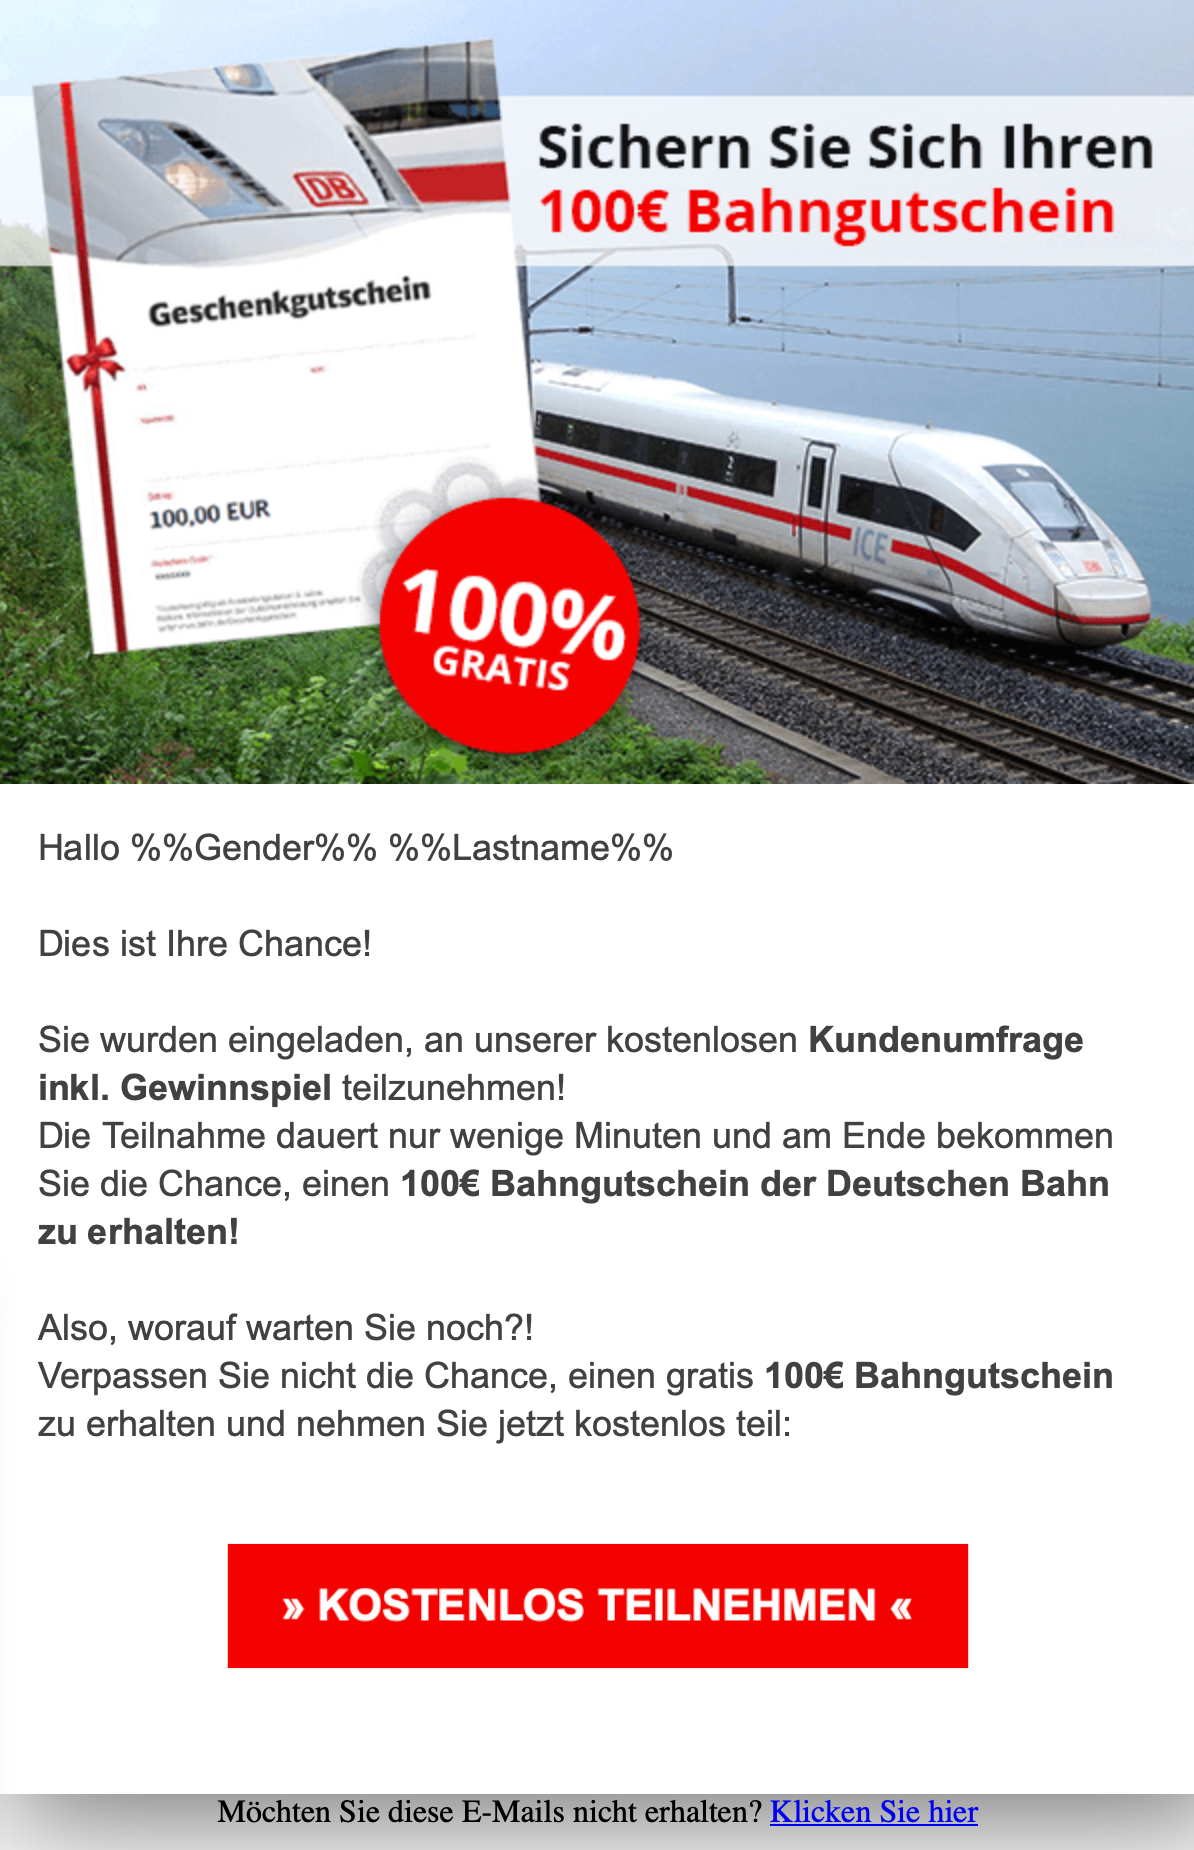 Sichern Sie Sich Ihren
100€ Bahngutschein
DB
Geschenkgutschein
100,00 EUR
100%
GRATIS
ICE
DB
Hallo %%Gender%% %%Lastname%%
Dies ist Ihre Chance!
Sie wurden eingeladen, an unserer kostenlosen Kundenumfrage
inkl. Gewinnspiel teilzunehmen!
Die Teilnahme dauert nur wenige Minuten und am Ende bekommen
Sie die Chance, einen 100€ Bahngutschein der Deutschen Bahn
zu erhalten!
Also, worauf warten Sie noch?!
Verpassen Sie nicht die Chance, einen gratis 100€ Bahngutschein
zu erhalten und nehmen Sie jetzt kostenlos teil:
» KOSTENLOS TEILNEHMEN «
Möchten Sie diese E-Mails nicht erhalten? Klicken Sie hier